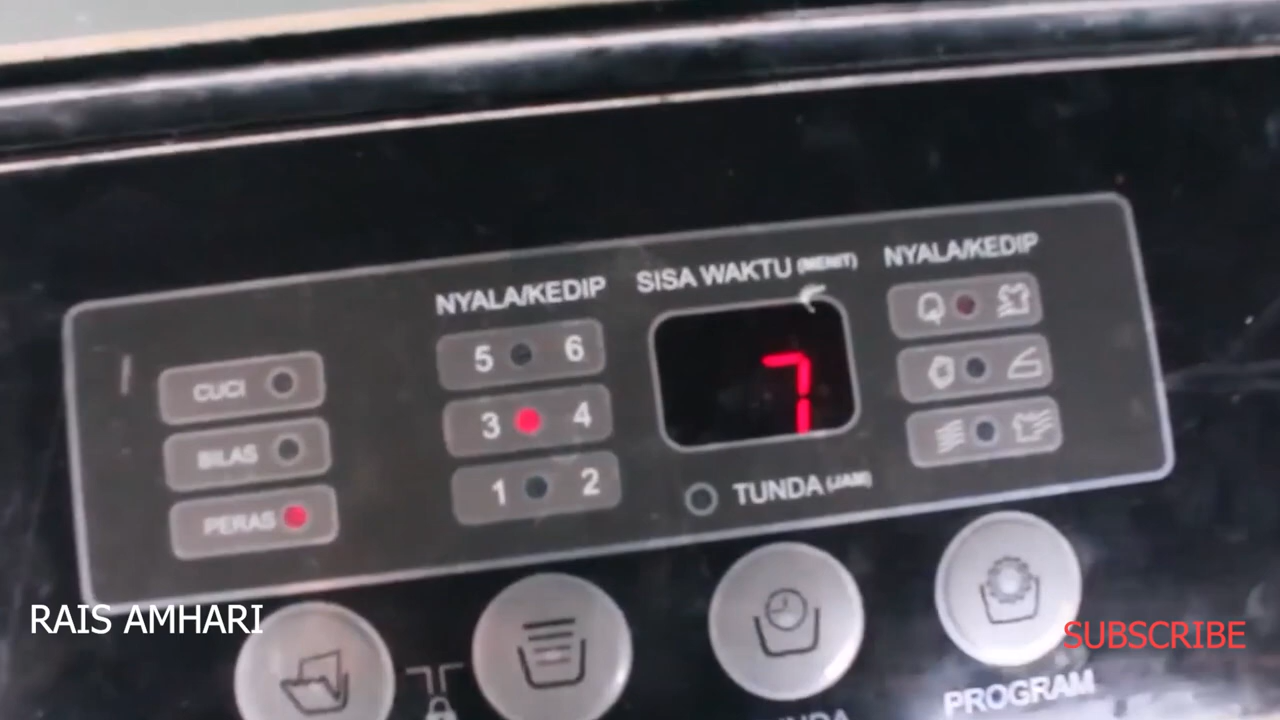 NYALA/KEDIP
SISA WAKTU (MENIT)
NYALA/KEDIP
5 6
3 4
1 2
7
CUCI
BILAS
PERAS
TUNDA (JAM)
RAIS AMHARI
SUBSCRIBE
PROGRAM